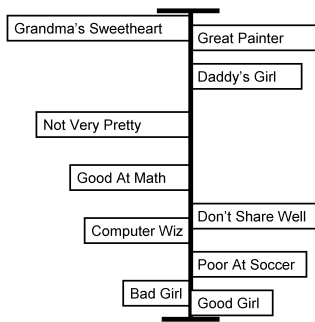 Grandma's Sweetheart
Great Painter
Daddy's Girl
Not Very Pretty
Good At Math
Don't Share Well
Computer Wiz
Poor At Soccer
Bad Girl
Good Girl